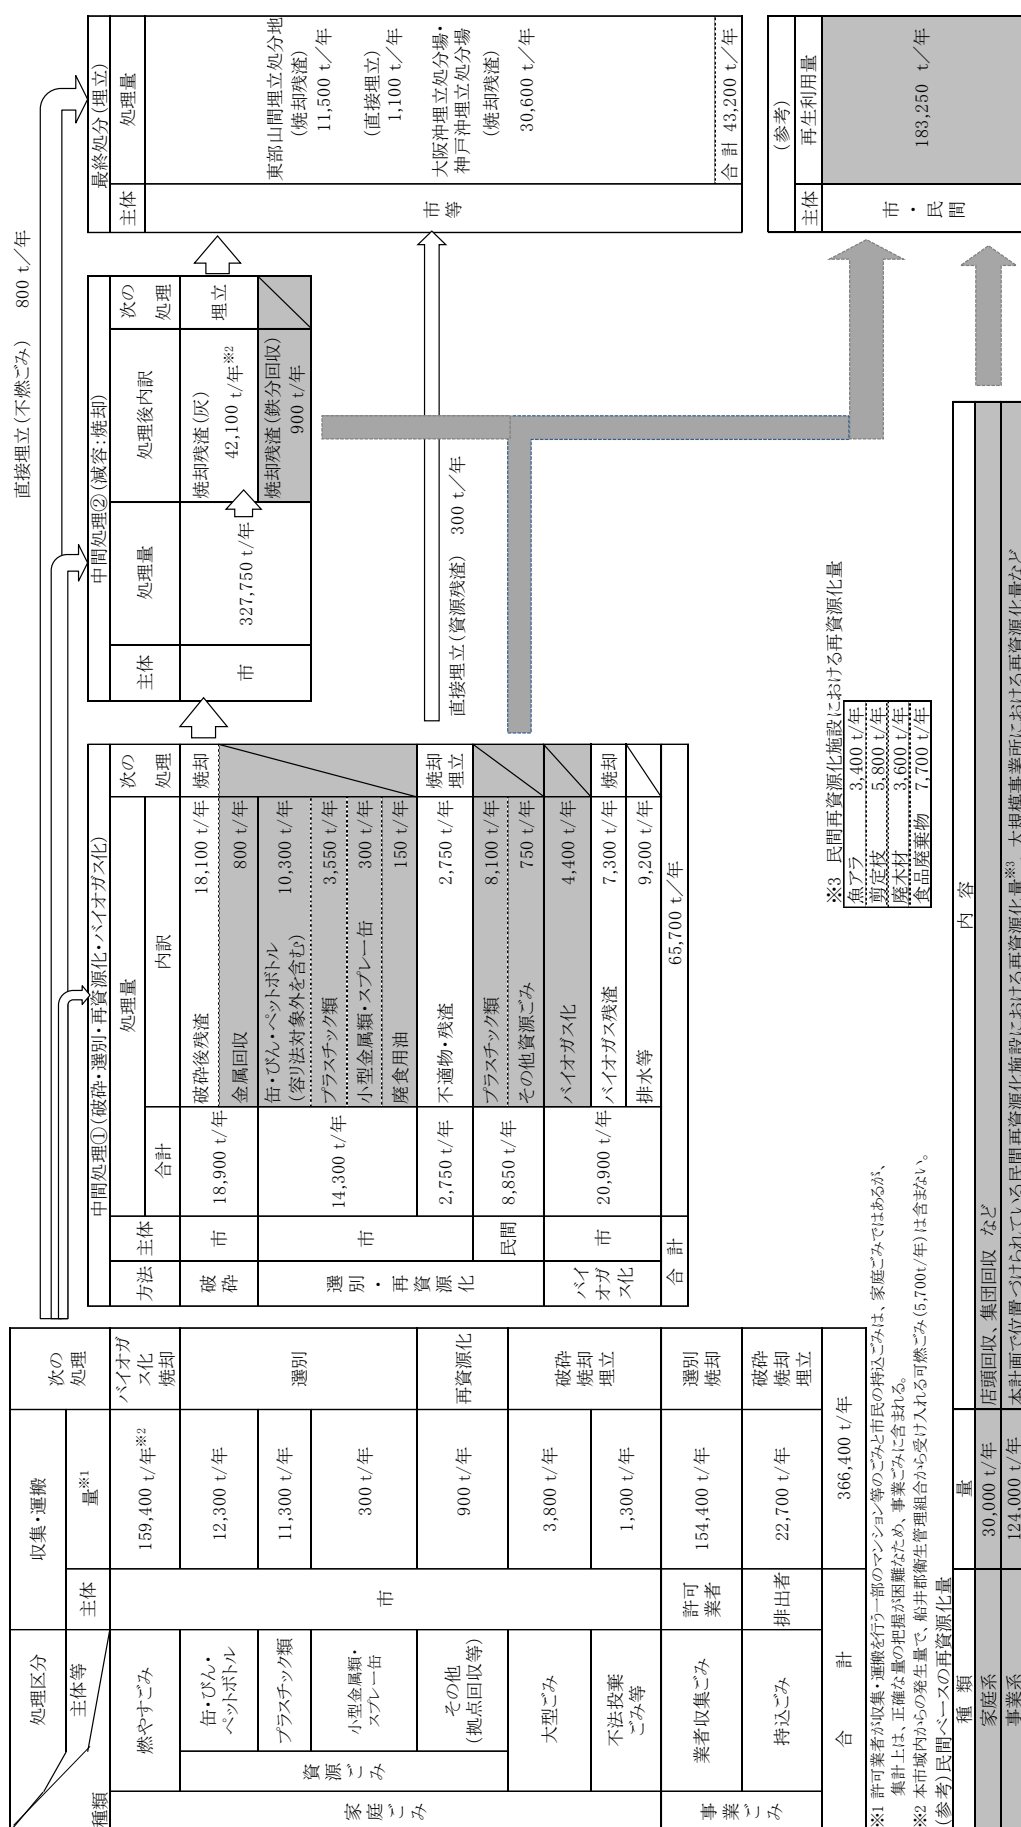 処理区分
収集・運搬
次の
処理
種類
主体等
主体
量※1
家庭ごみ
燃やすごみ
市
159,400 t/年※2
バイオガ
ス化
焼却
資源ごみ
缶・びん・
ペットボトル
12,300 t/年
選別
プラスチック類
11,300 t/年
小型金属類・
スプレー缶
300 t/年
その他
(拠点回収等)
900 t/年
再資源化
大型ごみ
3,800 t/年
破砕
焼却
埋立
不法投棄
ごみ等
1,300 t/年
事業ごみ
業者収集ごみ
許可
業者
154,400 t/年
選別
焼却
持込ごみ
排出者
22,700 t/年
破砕
焼却
埋立
合 計
366,400 t/年
※1 許可業者が収集・運搬を行う一部のマンション等のごみと市民の持込ごみは、家庭ごみではあるが、
集計上は、正確な量の把握が困難なため、事業ごみに含まれる。
※2 本市域内からの発生量で、船井郡衛生管理組合から受け入れる可燃ごみ(5,700t/年)は含まない。
(参考)民間ベースの再資源化量
種 類
量
内 容
家庭系
30,000 t/年
店頭回収、集団回収 など
事業系
124,000 t/年
本計画で位置づけられている民間再資源化施設における再資源化量※3、大規模事業所における再資源化量など
中間処理①(破砕・選別・再資源化・バイオガス化)
方法
主体
処理量
次の
処理
合計
内訳
破砕
市
18,900 t/年
破砕後残渣
18,100 t/年
焼却
金属回収
800 t/年
選別・再資源化
市
14,300 t/年
缶・びん・ペットボトル
(容リ法対象外を含む)
10,300 t/年
プラスチック類
3,550 t/年
小型金属類・スプレー缶
300 t/年
廃食用油
150 t/年
2,750 t/年
不適物・残渣
2,750 t/年
焼却
埋立
民間
8,850 t/年
プラスチック類
8,100 t/年
その他資源ごみ
750 t/年
バイ
オガ
ス化
市
20,900 t/年
バイオガス化
4,400 t/年
バイオガス残渣
7,300 t/年
焼却
排水等
9,200 t/年
合 計
65,700 t/年
※3 民間再資源化施設における再資源化量
魚アラ 3,400 t/年
剪定枝 5,800 t/年
廃木材 3,600 t/年
食品廃棄物 7,700 t/年
直接埋立(不燃ごみ) 800 t/年
中間処理②(減容:焼却)
主体
処理量
処理後内訳
次の
処理
市
327,750 t/年
焼却残渣(灰)
42,100 t/年※2
埋立
焼却残渣(鉄分回収)
900 t/年
直接埋立(資源残渣) 300 t/年
最終処分(埋立)
主体
処理量
市等
東部山間埋立処分地
(焼却残渣)
11,500 t/年
(直接埋立)
1,100 t/年
大阪沖埋立処分場・
神戸沖埋立処分場
(焼却残渣)
30,600 t/年
合 計 43,200 t/年
(参考)
主体
再生利用量
市・民間
183,250 t/年